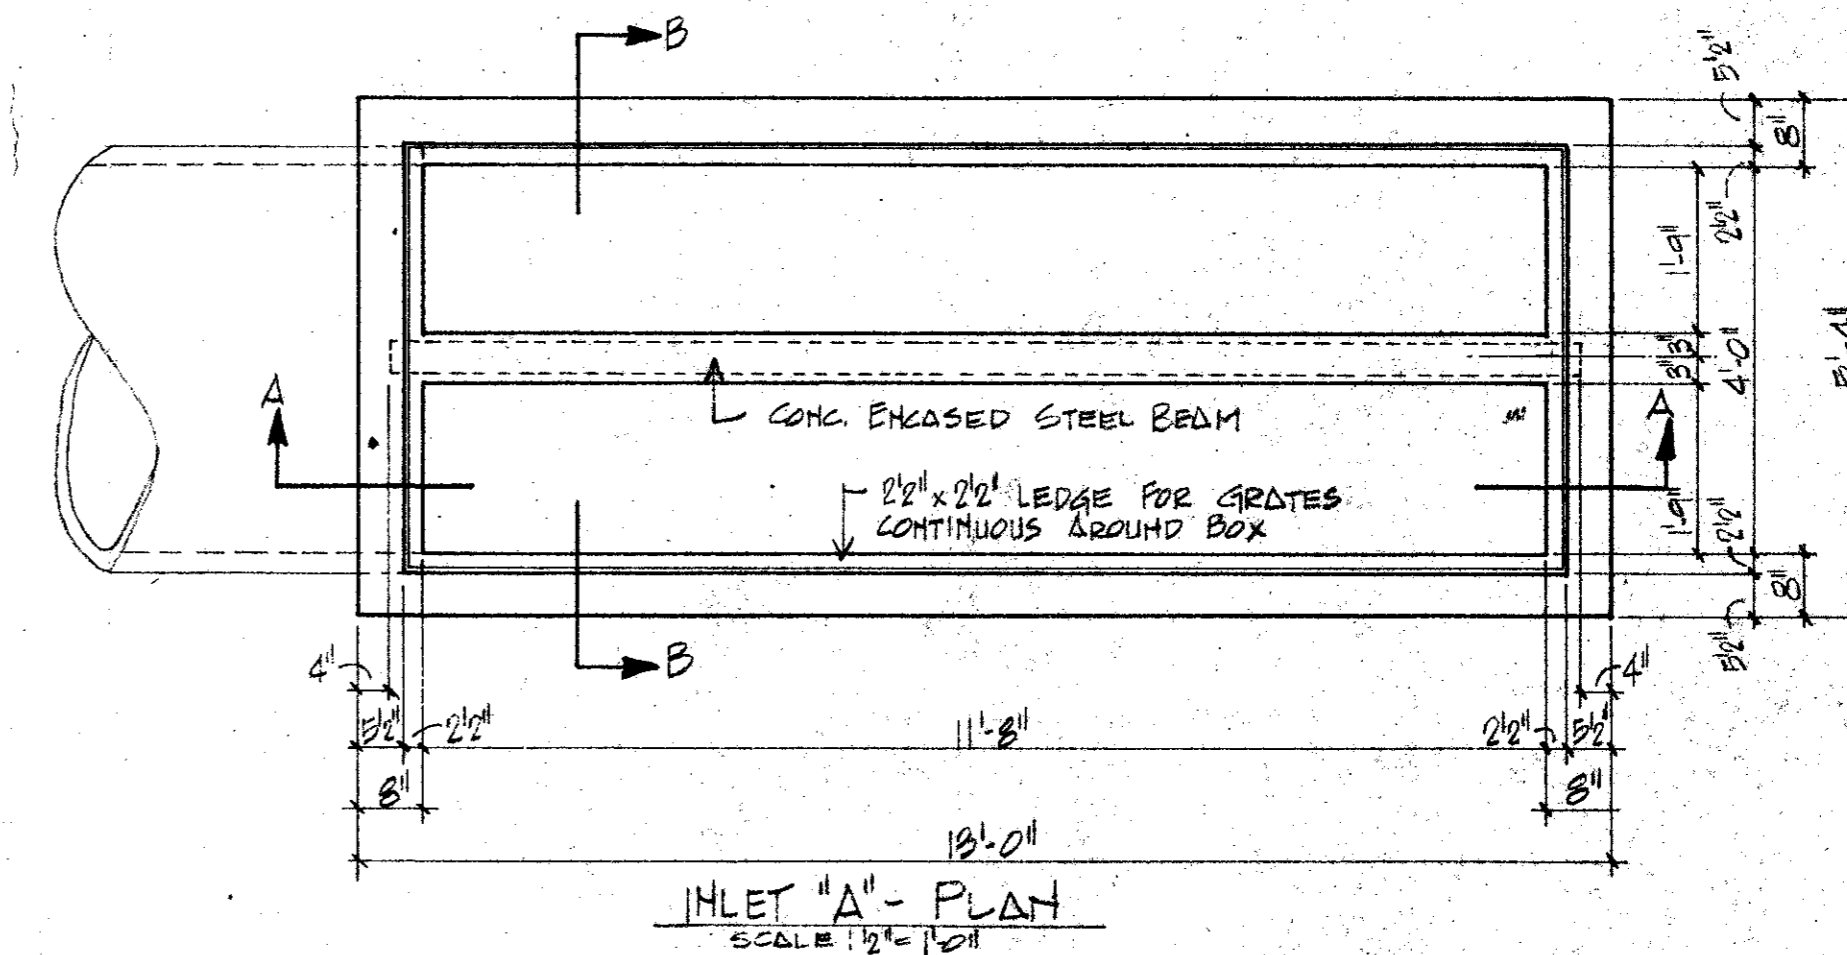 B
5½"
8"
2½"
1'-9"
3"
3"
4'-0"
5'-4"
A
CONC. ENCASED STEEL BEAM
A
2½" x 2½" LEDGE FOR GRATES
CONTINUOUS AROUND BOX
1'-9"
2½"
8"
5½"
B
4"
4"
5½"
2½"
11'-8"
2½"
5½"
8"
8"
13'-0"
INLET "A" - PLAN
SCALE: ½" = 1'-0"